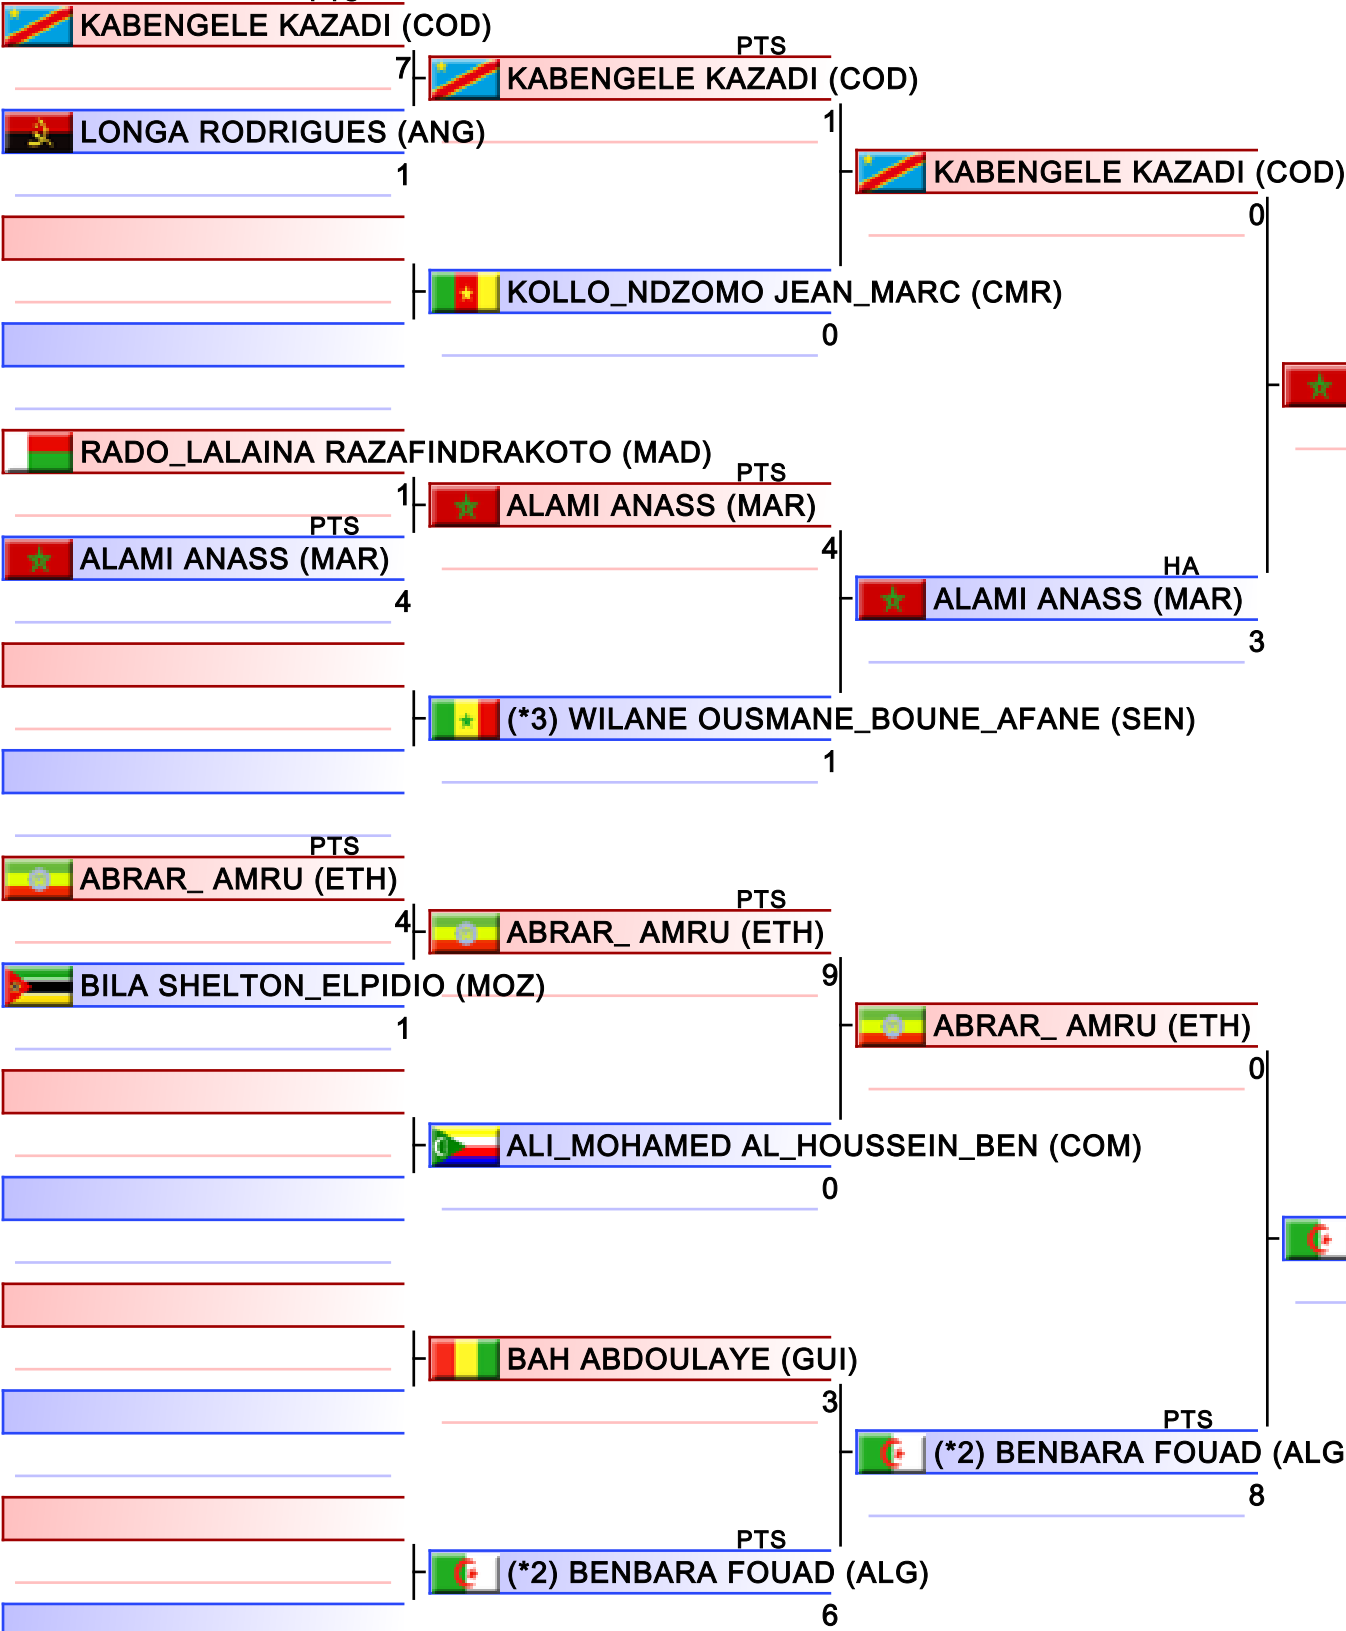 KABENGELE KAZADI (COD)
7
LONGA RODRIGUES (ANG)
1
PTS
KABENGELE KAZADI (COD)
1
KABENGELE KAZADI (COD)
0
KOLLO_NDZOMO JEAN_MARC (CMR)
0
RADO_LALAINA RAZAFINDRAKOTO (MAD)
1
PTS
ALAMI ANASS (MAR)
4
PTS
ALAMI ANASS (MAR)
4
HA
ALAMI ANASS (MAR)
3
(*3) WILANE OUSMANE_BOUNE_AFANE (SEN)
1
PTS
ABRAR_ AMRU (ETH)
4
BILA SHELTON_ELPIDIO (MOZ)
1
PTS
ABRAR_ AMRU (ETH)
9
ABRAR_ AMRU (ETH)
0
ALI_MOHAMED AL_HOUSSEIN_BEN (COM)
0
BAH ABDOULAYE (GUI)
3
PTS
(*2) BENBARA FOUAD (ALG
8
PTS
(*2) BENBARA FOUAD (ALG)
6